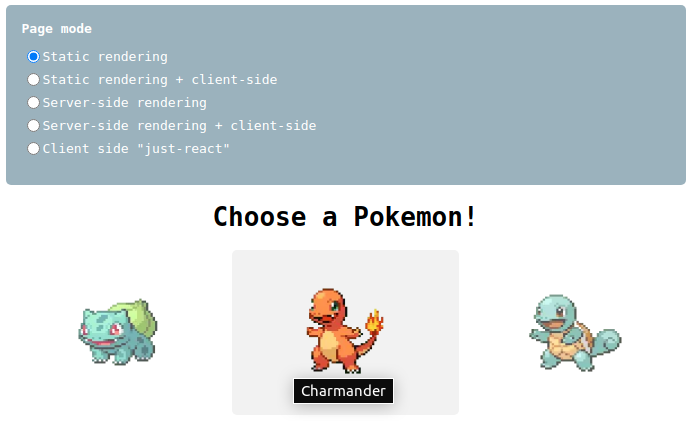 Page mode
Static rendering
Static rendering + client-side
Server-side rendering
Server-side rendering + client-side
Client side "just-react"
Choose a Pokemon!
Charmander